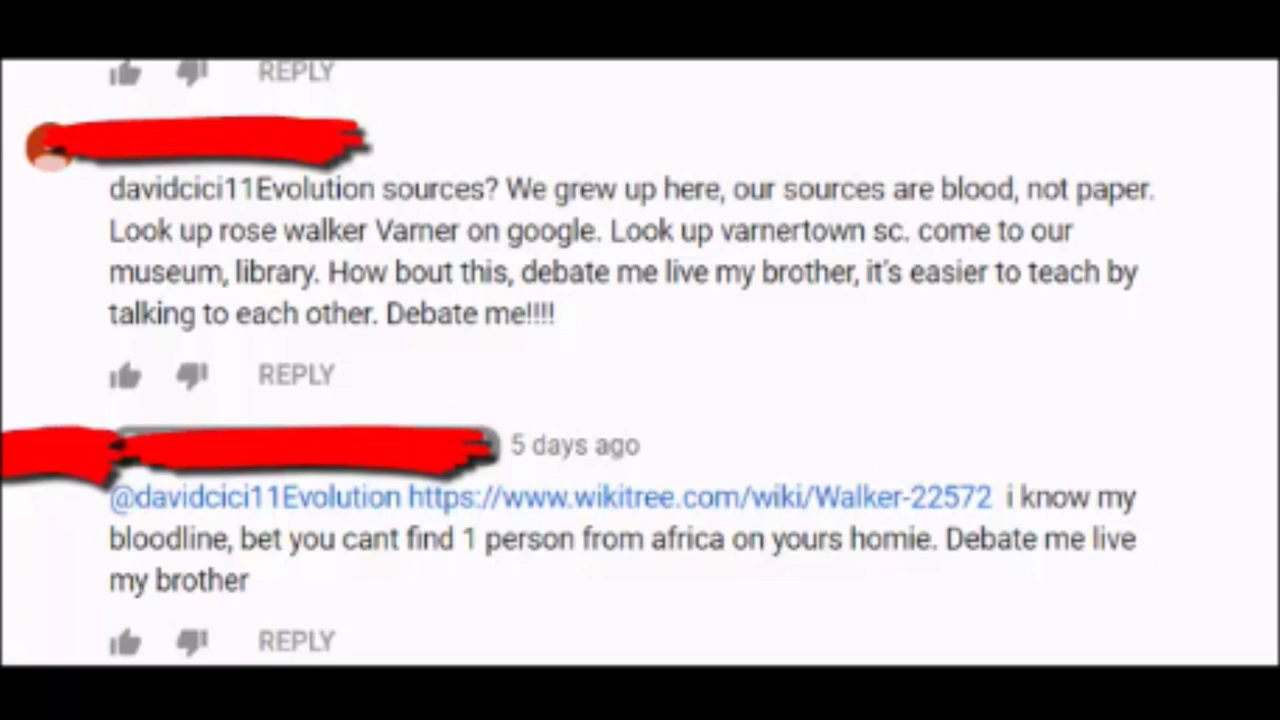 REPLY
davidcici11Evolution sources? We grew up here, our sources are blood, not paper.
Look up rose walker Varner on google. Look up varnertown sc. come to our
museum, library. How bout this, debate me live my brother, it's easier to teach by
talking to each other. Debate me!!!!
REPLY
5 days ago
@davidcici11Evolution https://www.wikitree.com/wiki/Walker-22572 i know my
bloodline, bet you cant find 1 person from africa on yours homie. Debate me live
my brother
REPLY